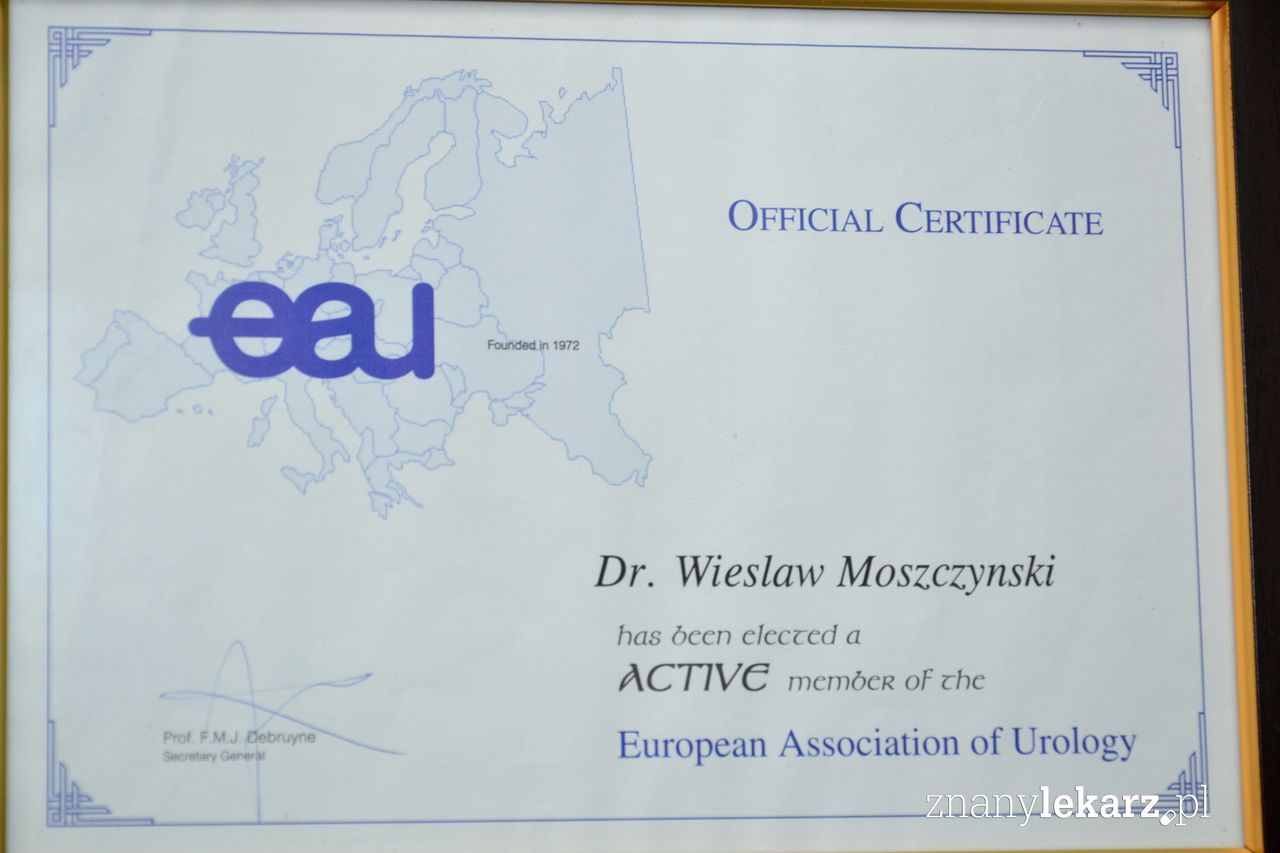 OFFICIAL CERTIFICATE
eau
Founded in 1972
Dr. Wieslaw Moszczynski
has been elected a
ACTIVE member of the
European Association of Urology
Prof. F.M.J. Debruyne
Secretary General
znanylekarz.pl